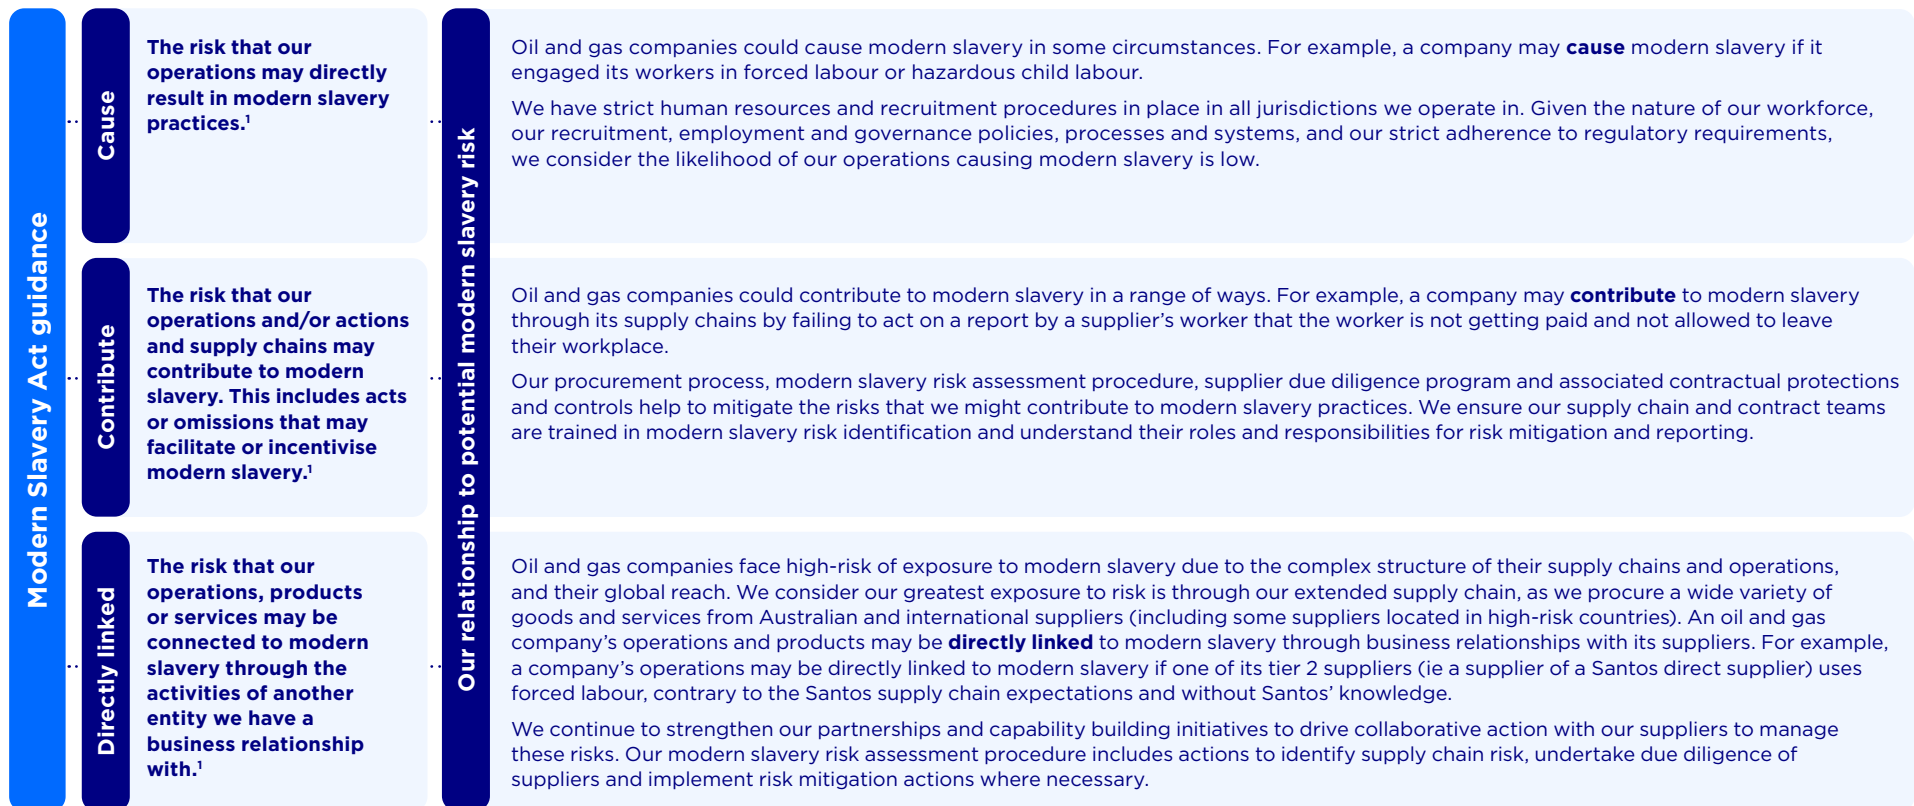 Modern Slavery Act guidance
Cause
The risk that our
operations may directly
result in modern slavery
practices.¹
Our relationship to potential modern slavery risk
Oil and gas companies could cause modern slavery in some circumstances. For example, a company may cause modern slavery if it
engaged its workers in forced labour or hazardous child labour.
We have strict human resources and recruitment procedures in place in all jurisdictions we operate in. Given the nature of our workforce,
our recruitment, employment and governance policies, processes and systems, and our strict adherence to regulatory requirements,
we consider the likelihood of our operations causing modern slavery is low.
Contribute
The risk that our
operations and/or actions
and supply chains may
contribute to modern
slavery. This includes acts
or omissions that may
facilitate or incentivise
modern slavery.¹
Oil and gas companies could contribute to modern slavery in a range of ways. For example, a company may contribute to modern slavery
through its supply chains by failing to act on a report by a supplier’s worker that the worker is not getting paid and not allowed to leave
their workplace.
Our procurement process, modern slavery risk assessment procedure, supplier due diligence program and associated contractual protections
and controls help to mitigate the risks that we might contribute to modern slavery practices. We ensure our supply chain and contract teams
are trained in modern slavery risk identification and understand their roles and responsibilities for risk mitigation and reporting.
Directly linked
The risk that our
operations, products
or services may be
connected to modern
slavery through the
activities of another
entity we have a
business relationship
with.¹
Oil and gas companies face high-risk of exposure to modern slavery due to the complex structure of their supply chains and operations,
and their global reach. We consider our greatest exposure to risk is through our extended supply chain, as we procure a wide variety of
goods and services from Australian and international suppliers (including some suppliers located in high-risk countries). An oil and gas
company’s operations and products may be directly linked to modern slavery through business relationships with its suppliers. For example,
a company’s operations may be directly linked to modern slavery if one of its tier 2 suppliers (ie a supplier of a Santos direct supplier) uses
forced labour, contrary to the Santos supply chain expectations and without Santos’ knowledge.
We continue to strengthen our partnerships and capability building initiatives to drive collaborative action with our suppliers to manage
these risks. Our modern slavery risk assessment procedure includes actions to identify supply chain risk, undertake due diligence of
suppliers and implement risk mitigation actions where necessary.